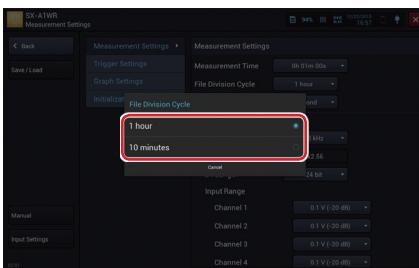 SX-A1WR
Measurement Settings
94%
10/20/2015
16:57
Back
Measurement Settings
Measurement Settings
Save / Load
Trigger Settings
Measurement Time
0h 01m 00s
Graph Settings
File Division Cycle
1 hour
File Division Cycle
1 hour
kHz
10 minutes
2.56
Cancel
24 bit
Input Range
Channel 1
0.1 V (-20 dB)
Manual
Channel 2
0.1 V (-20 dB)
Input Settings
Channel 3
0.1 V (-20 dB)
Channel 4
0.1 V (-20 dB)